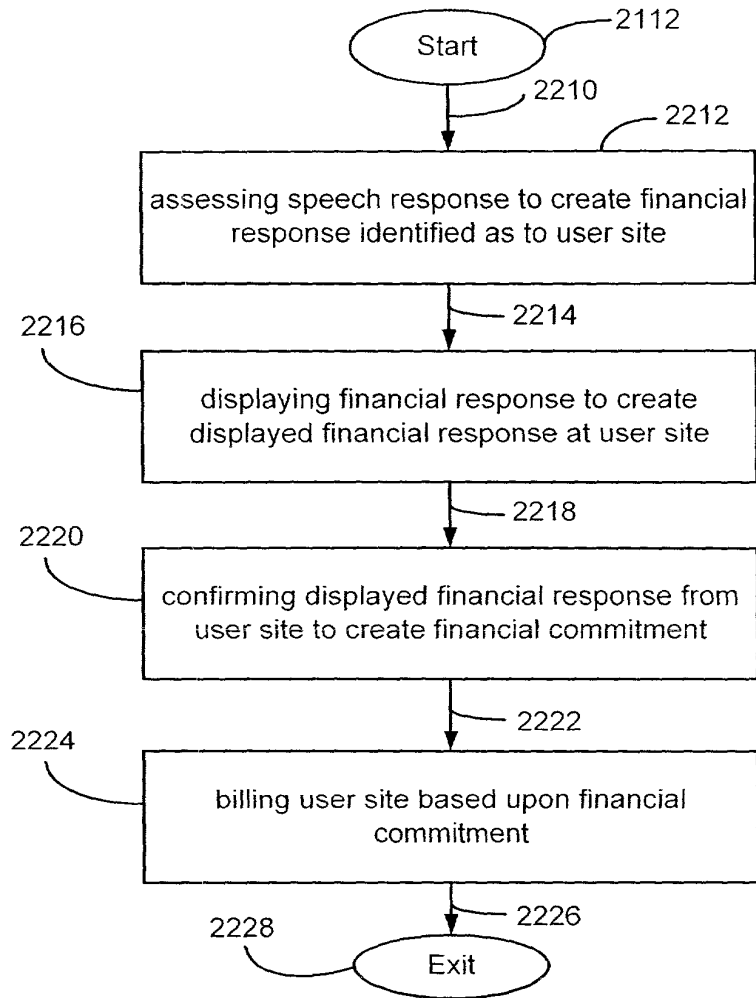 Start
2112
2210
2212
assessing speech response to create financial
response identified as to user site
2214
2216
displaying financial response to create
displayed financial response at user site
2218
2220
confirming displayed financial response from
user site to create financial commitment
2222
2224
billing user site based upon financial
commitment
2226
2228
Exit